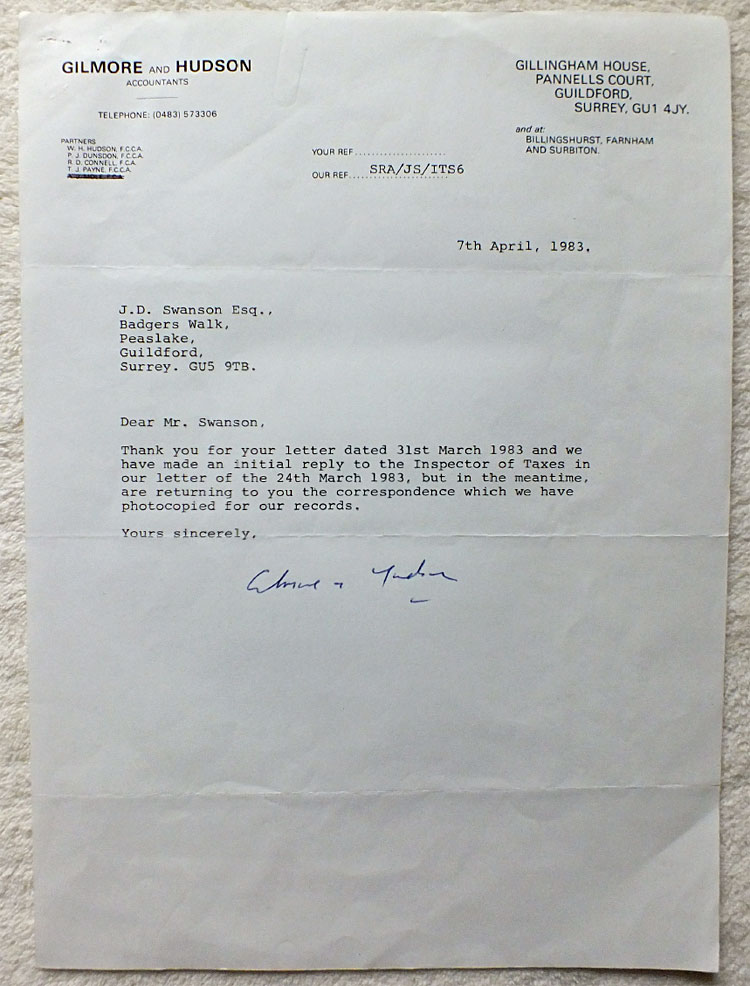 GILMORE AND HUDSON
ACCOUNTANTS
TELEPHONE: (0483) 573306
PARTNERS
W. H. HUDSON, F.C.C.A.
P. J. DUNSDON, F.C.C.A.
R. D. CONNELL, F.C.A.
T. J. PAYNE, F.C.C.A.
GILLINGHAM HOUSE,
PANNELLS COURT,
GUILDFORD,
SURREY, GU1 4JY.
and at:
BILLINGSHURST, FARNHAM
AND SURBITON.
YOUR REF
OUR REF SRA/JS/ITS6
7th April, 1983.
J.D. Swanson Esq.,
Badgers Walk,
Peaslake,
Guildford,
Surrey. GU5 9TB.
Dear Mr. Swanson,
Thank you for your letter dated 31st March 1983 and we
have made an initial reply to the Inspector of Taxes in
our letter of the 24th March 1983, but in the meantime,
are returning to you the correspondence which we have
photocopied for our records.
Yours sincerely,